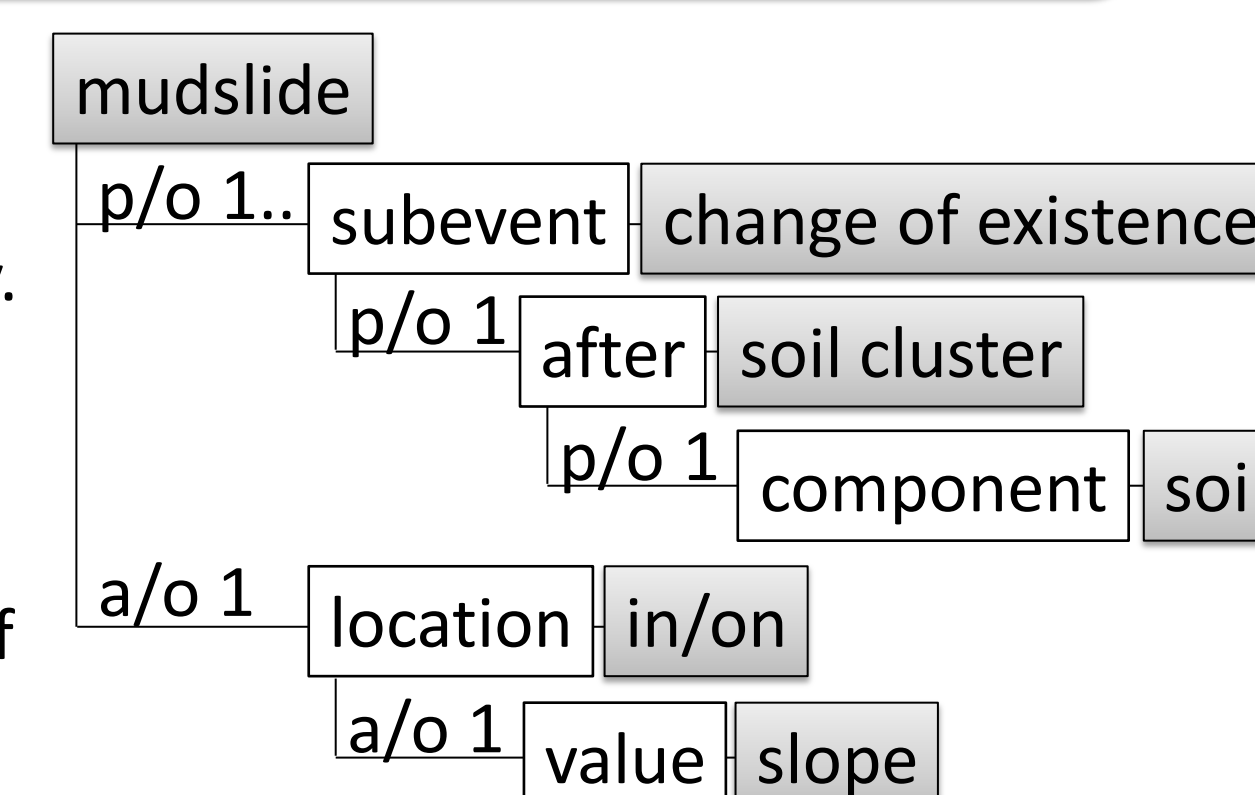 mudslide
p/o 1.. subevent change of existence
p/o 1 after soil cluster
p/o 1 component soi
a/o 1 location in/on
f
a/o 1 value slope